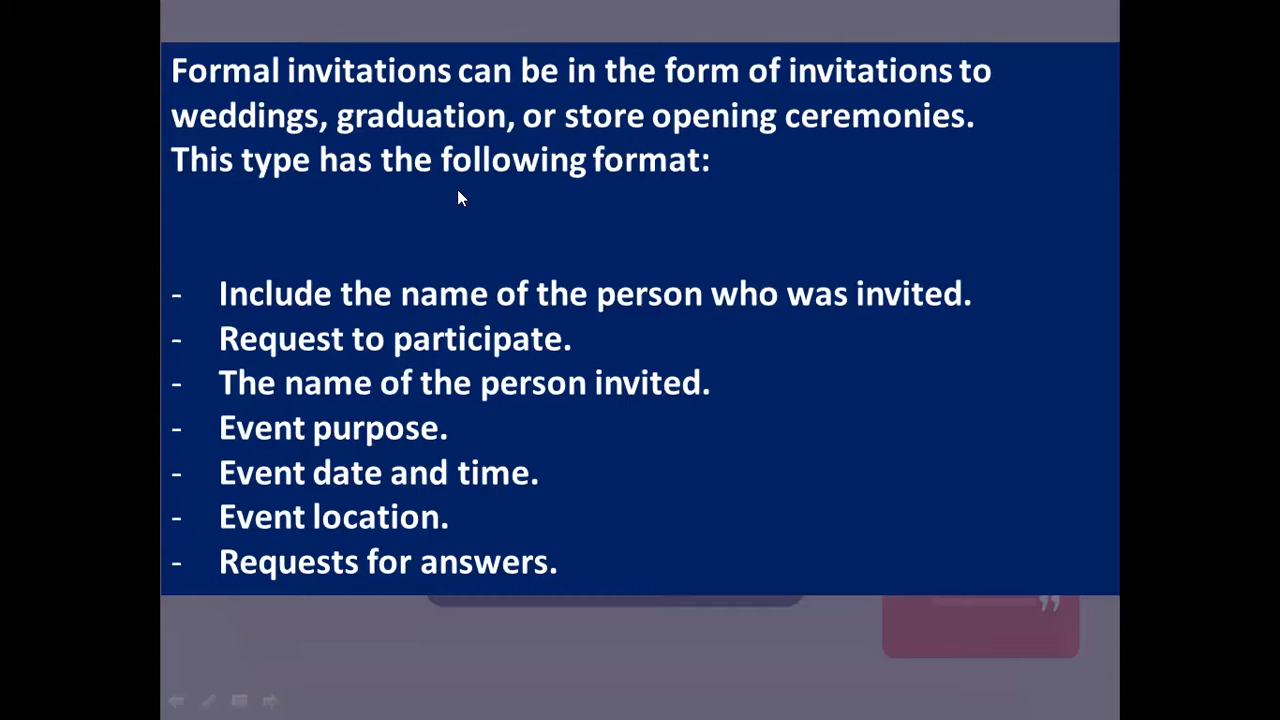 Formal invitations can be in the form of invitations to
weddings, graduation, or store opening ceremonies.
This type has the following format:
- Include the name of the person who was invited.
- Request to participate.
- The name of the person invited.
- Event purpose.
- Event date and time.
- Event location.
- Requests for answers.